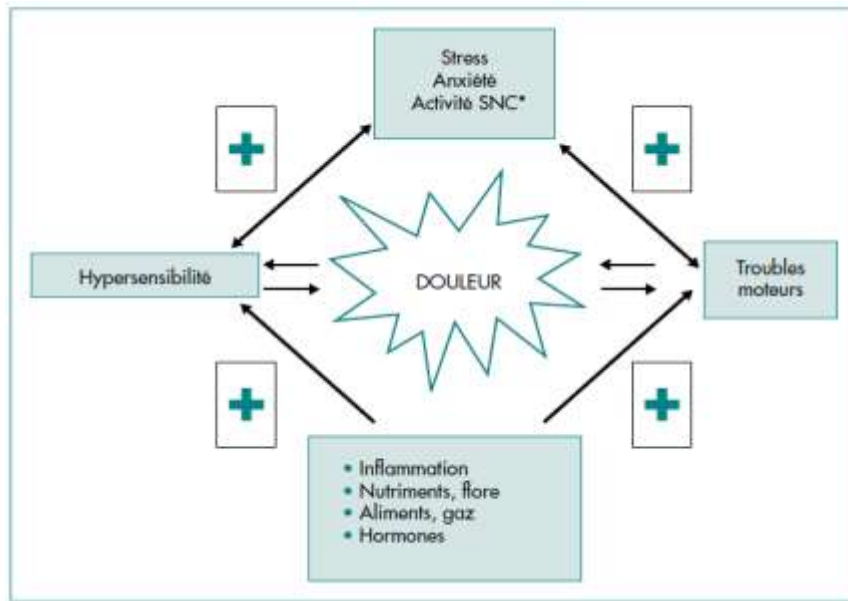 Stress
Anxiété
Activité SNC*
Hypersensibilité
DOULEUR
Troubles
moteurs
• Inflammation
• Nutriments, flore
• Aliments, gaz
• Hormones